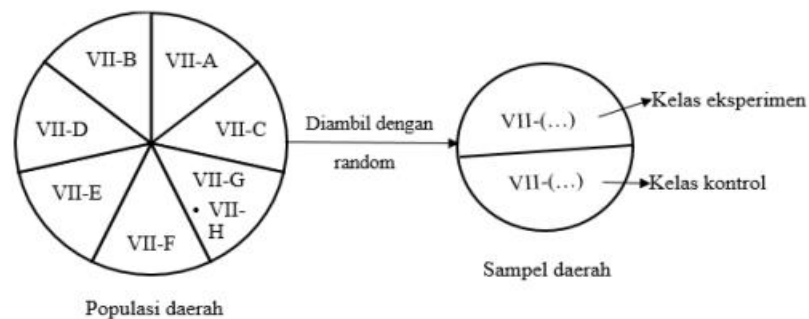 VII-B
VII-A
VII-D
VII-C
VII-E
VII-G
• VII-
H
VII-F
Populasi daerah
Diambil dengan
random
VII-(...)
VII-(...)
Kelas eksperimen
Kelas kontrol
Sampel daerah